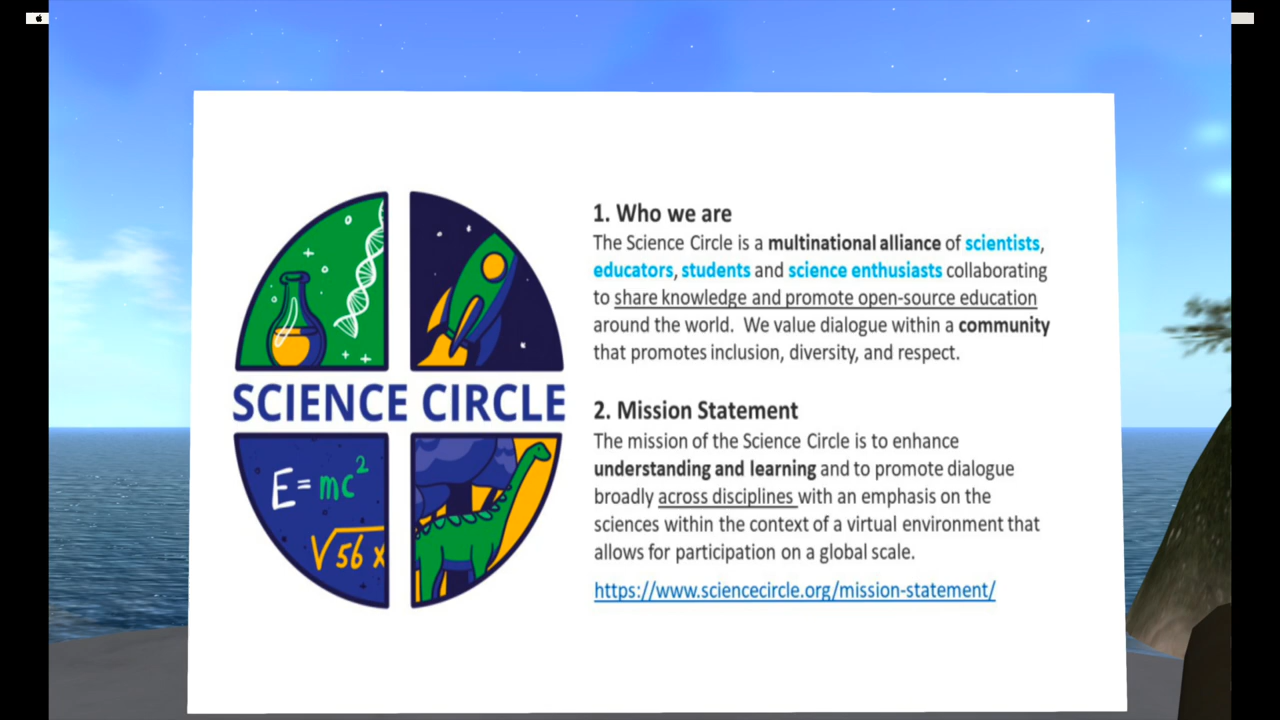 1. Who we are
The Science Circle is a multinational alliance of scientists,
educators, students and science enthusiasts collaborating
to share knowledge and promote open-source education
around the world. We value dialogue within a community
that promotes inclusion, diversity, and respect.
SCIENCE CIRCLE
E=mc²
√56 x
2. Mission Statement
The mission of the Science Circle is to enhance
understanding and learning and to promote dialogue
broadly across disciplines with an emphasis on the
sciences within the context of a virtual environment that
allows for participation on a global scale.
https://www.sciencecircle.org/mission-statement/